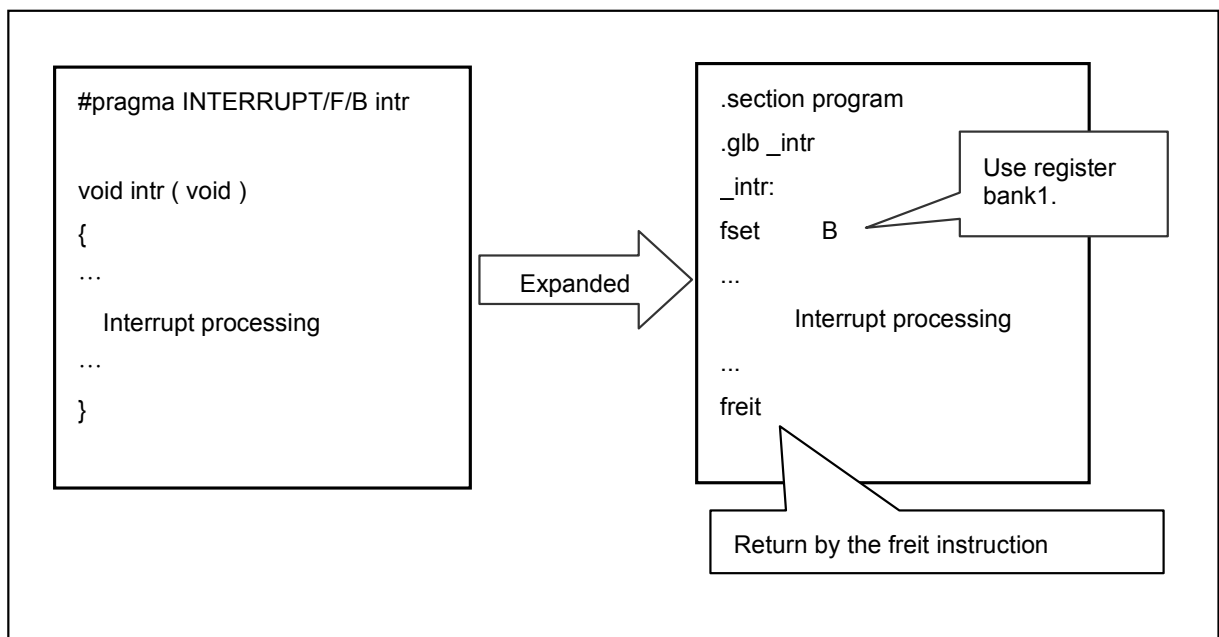 #pragma INTERRUPT/F/B intr
void intr ( void )
{
…
Interrupt processing
…
}
Expanded
.section program
.glb _intr
_intr:
fset B
...
Interrupt processing
...
freit
Use register
bank1.
Return by the freit instruction